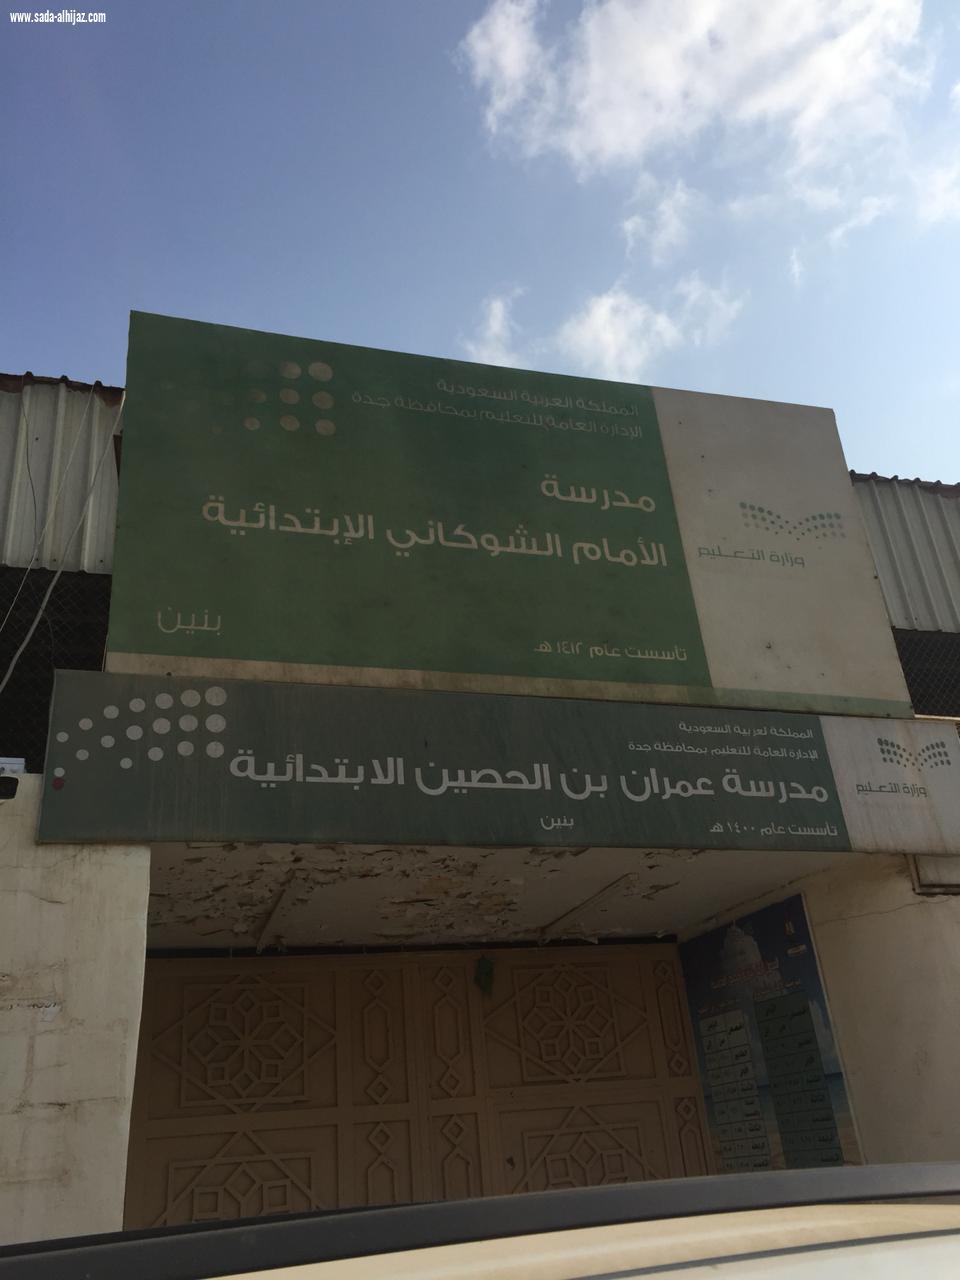 www.sada-alhijaz.com
المملكة العربية السعودية
الإدارة العامة للتعليم بمحافظة جدة
مدرسة
الأمام الشوكاني الإبتدائية
بنين
تأسست عام ١٤١٢ هـ
وزارة التعليم
المملكة لعربية السعودية
الإدارة العامة للتعليم بمحافظة جدة
مدرسة عمران بن الحصين الابتدائية
بنين
تأسست عام ١٤٠٠ هـ
وزارة التعليم